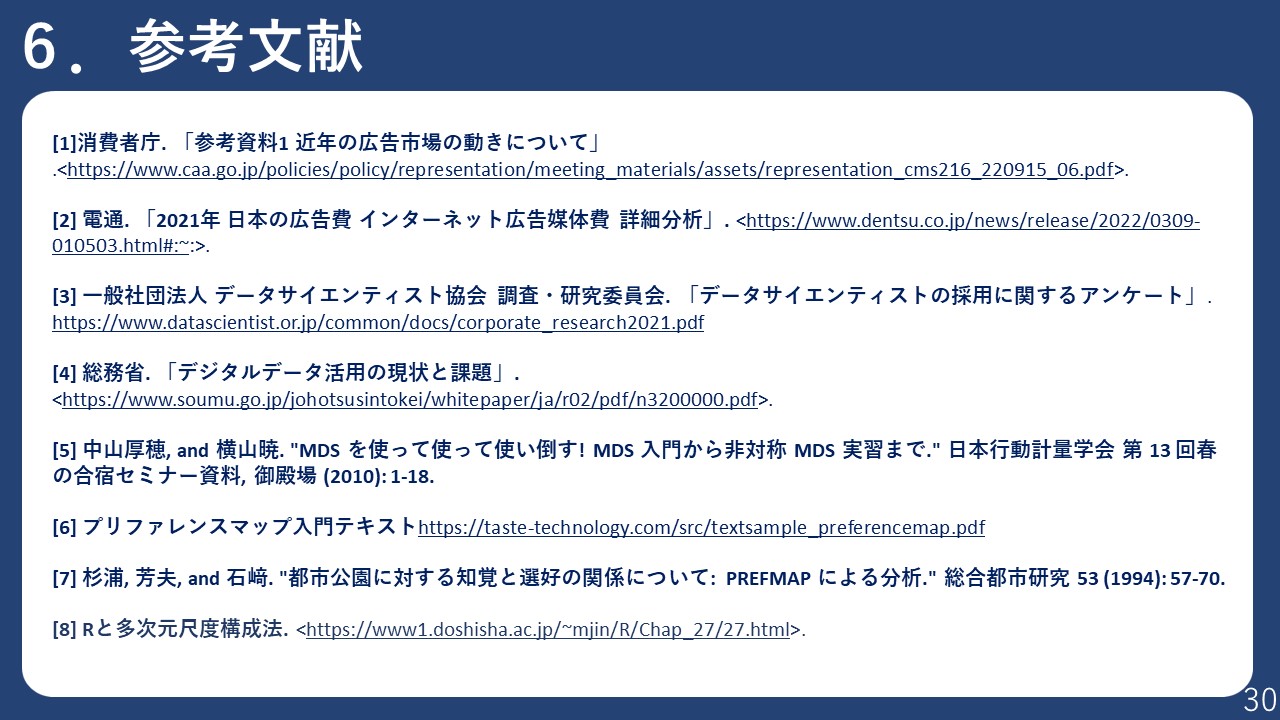 6．参考文献
[1]消費者庁. 「参考資料1 近年の広告市場の動きについて」
.<https://www.caa.go.jp/policies/policy/representation/meeting_materials/assets/representation_cms216_220915_06.pdf>.
[2] 電通. 「2021年 日本の広告費 インターネット広告媒体費 詳細分析」. <https://www.dentsu.co.jp/news/release/2022/0309-
010503.html#:~:>.
[3] 一般社団法人 データサイエンティスト協会 調査・研究委員会. 「データサイエンティストの採用に関するアンケート」.
https://www.datascientist.or.jp/common/docs/corporate_research2021.pdf
[4] 総務省. 「デジタルデータ活用の現状と課題」.
<https://www.soumu.go.jp/johotsusintokei/whitepaper/ja/r02/pdf/n3200000.pdf>.
[5] 中山厚穂, and 横山暁. "MDS を使って使って使い倒す! MDS 入門から非対称 MDS 実習まで." 日本行動計量学会 第 13 回春
の合宿セミナー資料, 御殿場 (2010): 1-18.
[6] プリファレンスマップ入門テキストhttps://taste-technology.com/src/textsample_preferencemap.pdf
[7] 杉浦, 芳夫, and 石﨑. "都市公園に対する知覚と選好の関係について: PREFMAP による分析." 総合都市研究 53 (1994): 57-70.
[8] Rと多次元尺度構成法. <https://www1.doshisha.ac.jp/~mjin/R/Chap_27/27.html>.
30